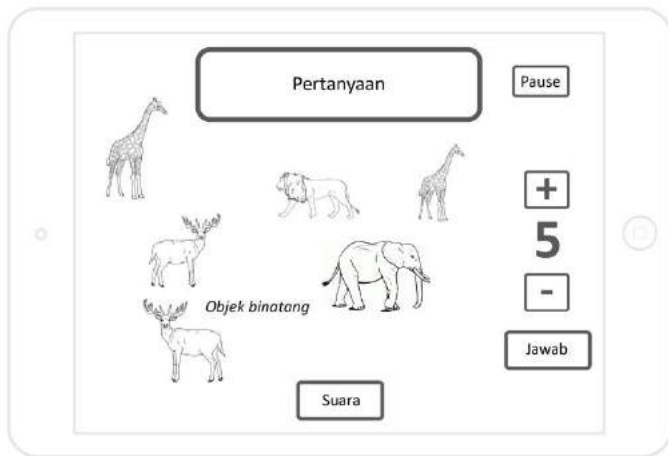 Pertanyaan
Pause
+
5
-
Objek binatang
Jawab
Suara